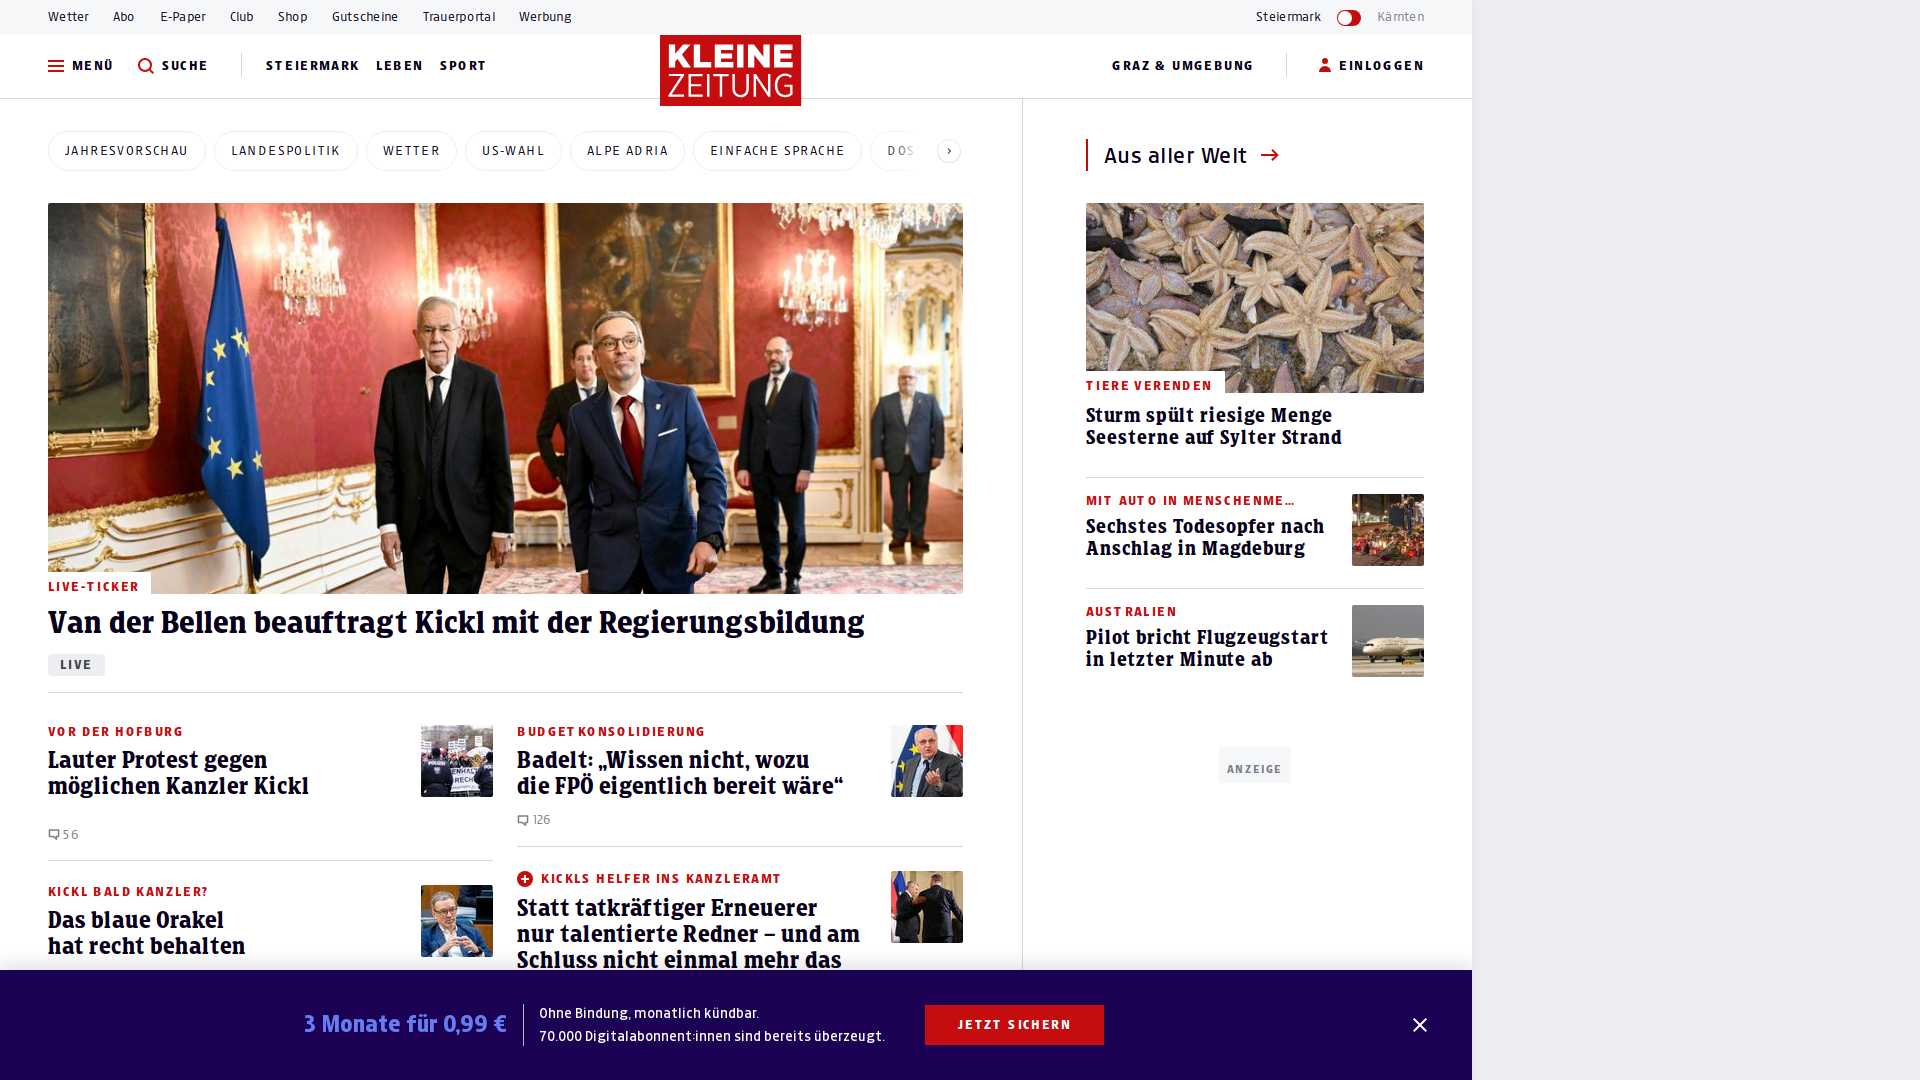 Wetter Abo E-Paper Club Shop Gutscheine Trauerportal Werbung Steiermark Kärnten
MENÜ SUCHE STEIERMARK LEBEN SPORT KLEINE ZEITUNG GRAZ & UMGEBUNG EINLOGGEN
JAHRESVORSCHAU LANDESPOLITIK WETTER US-WAHL ALPE ADRIA EINFACHE SPRACHE DOS
LIVE-TICKER
Van der Bellen beauftragt Kickl mit der Regierungsbildung
LIVE
VOR DER HOFBURG
Lauter Protest gegen
möglichen Kanzler Kickl
56
KICKL BALD KANZLER?
Das blaue Orakel
hat recht behalten
BUDGETKONSOLIDIERUNG
Badelt: „Wissen nicht, wozu
die FPÖ eigentlich bereit wäre“
126
KICKLS HELFER INS KANZLERAMT
Statt tatkräftiger Erneuerer
nur talentierte Redner – und am
Schluss nicht einmal mehr das
Aus aller Welt
TIERE VERENDEN
Sturm spült riesige Menge
Seesterne auf Sylter Strand
MIT AUTO IN MENSCHENME…
Sechstes Todesopfer nach
Anschlag in Magdeburg
AUSTRALIEN
Pilot bricht Flugzeugstart
in letzter Minute ab
ANZEIGE
3 Monate für 0,99 €
Ohne Bindung, monatlich kündbar.
70.000 Digitalabonnent:innen sind bereits überzeugt.
JETZT SICHERN